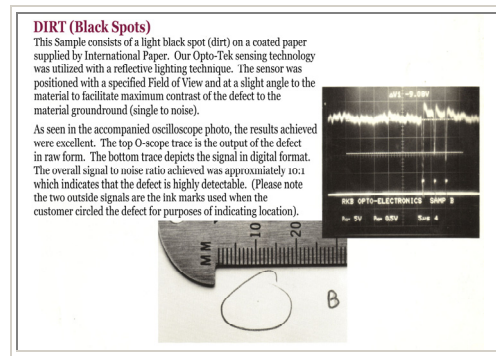 DIRT (Black Spots)
This Sample consists of a light black spot (dirt) on a coated paper
supplied by International Paper.  Our Opto-Tek sensing technology
was utilized with a reflective lighting technique.  The sensor was
positioned with a specified Field of View and at a slight angle to the
material to facilitate maximum contrast of the defect to the
material groundround (single to noise).
As seen in the accompanied oscilloscope photo, the results achieved
were excellent.  The top O-scope trace is the output of the defect
in raw form.  The bottom trace depicts the signal in digital format.
The overall signal to noise ratio achieved was approxmiately 10:1
which indicates that the defect is highly detectable.  (Please note
the two outside signals are the ink marks used when the
customer circled the defect for purposes of indicating location).
RKB OPTO-ELECTRONICS SAMP B
MM 10 20
B